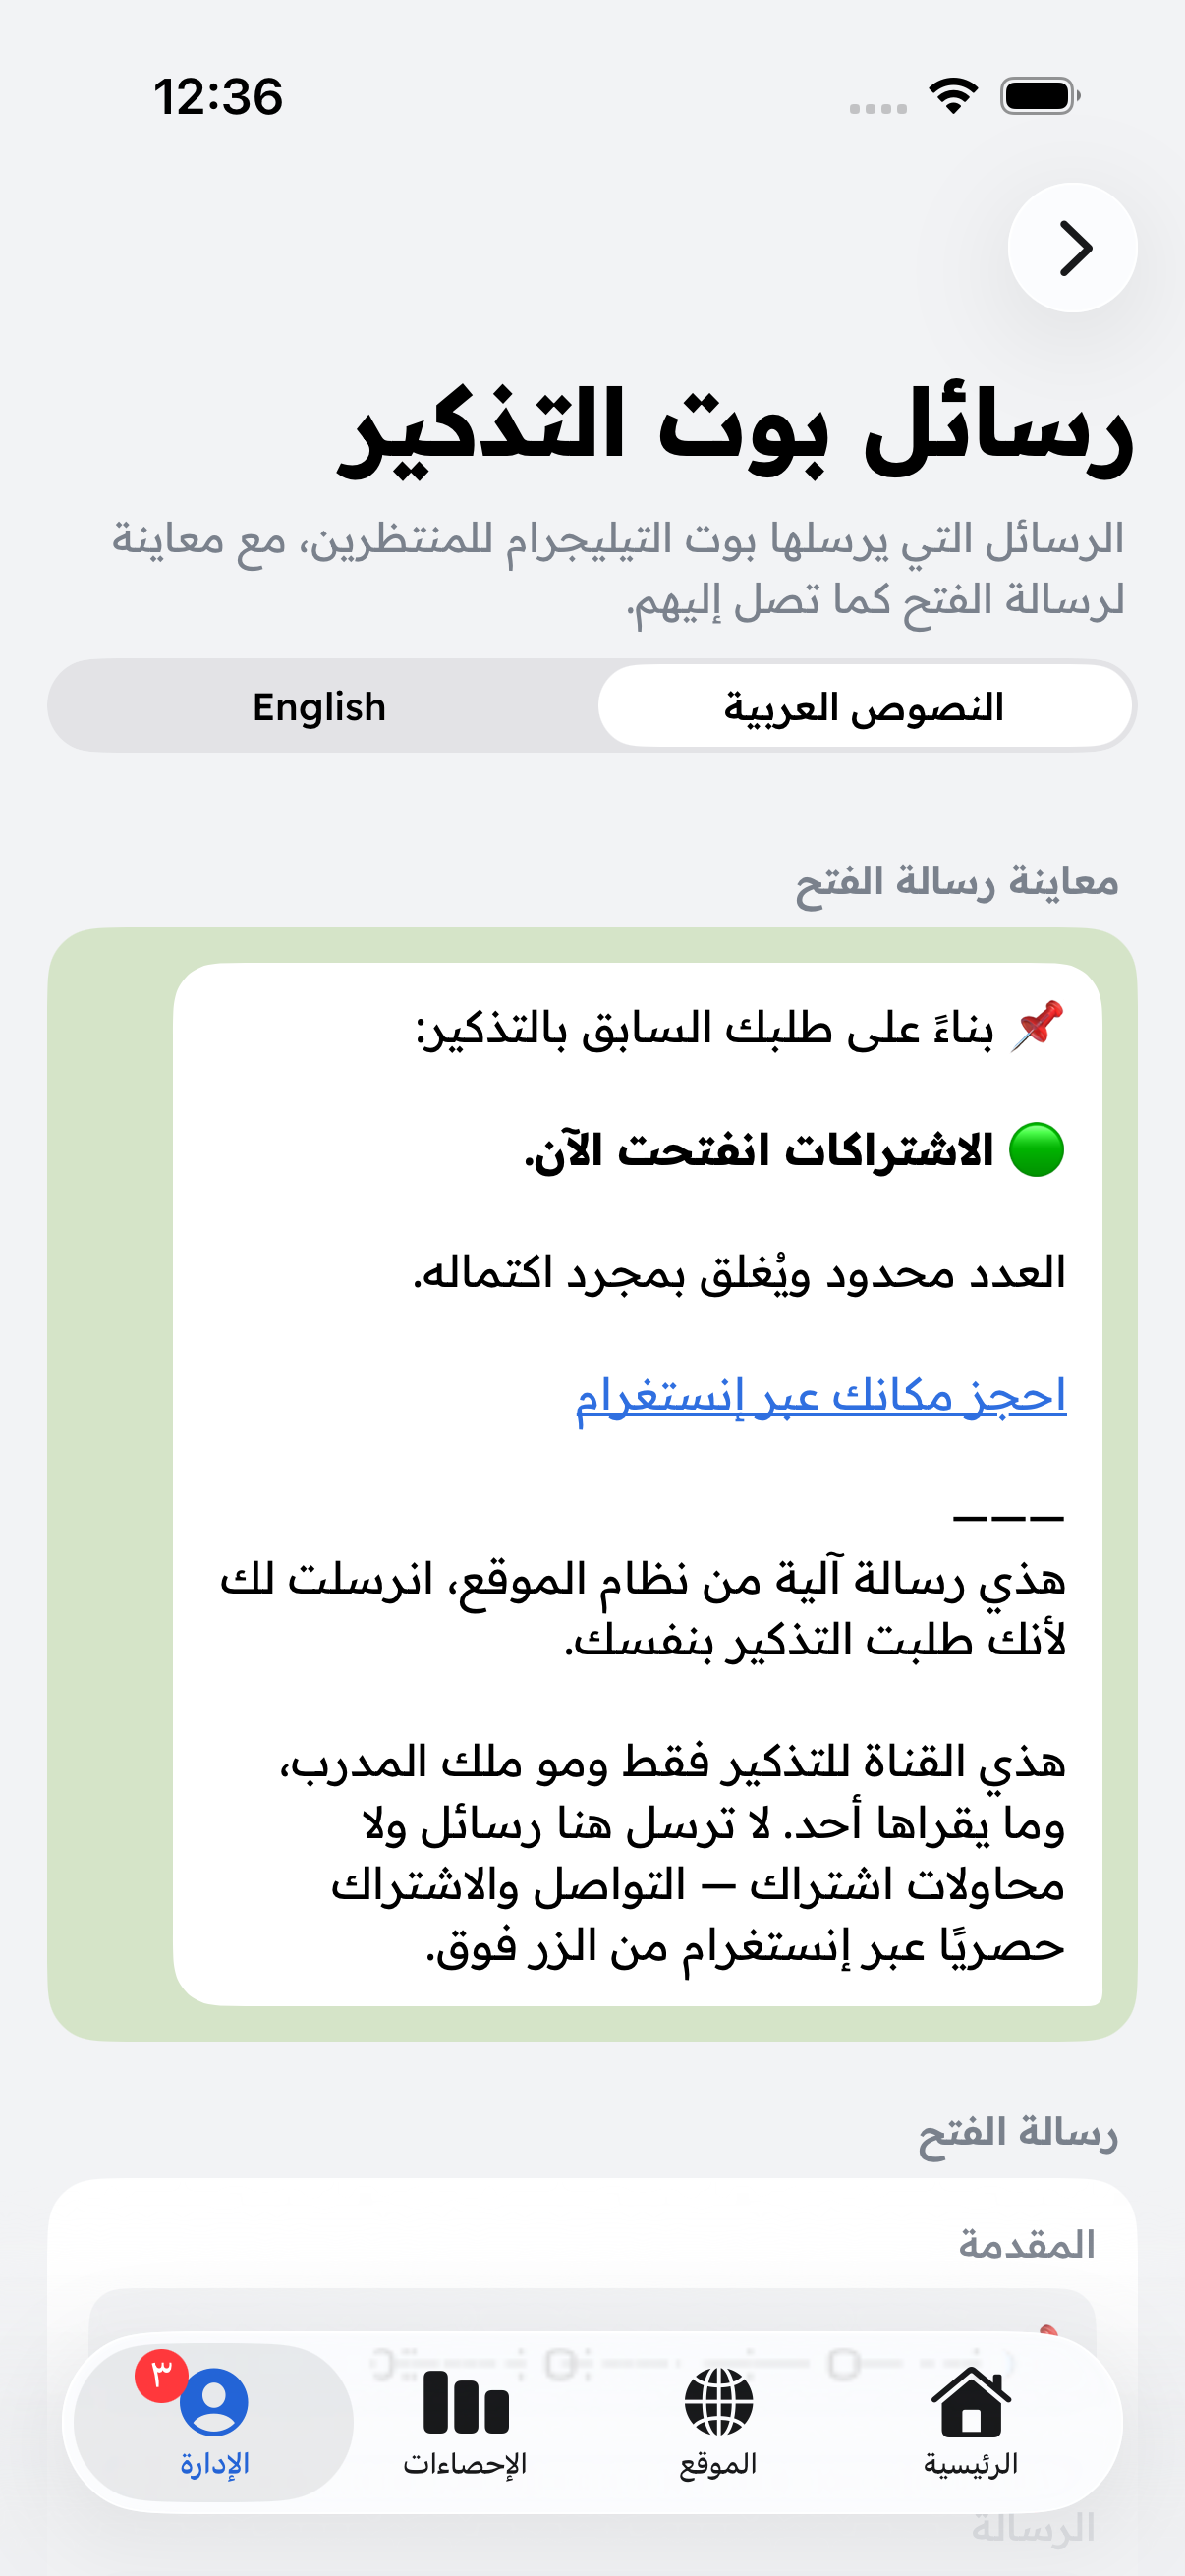 12:36
رسائل بوت التذكير
الرسائل التي يرسلها بوت التيليجرام للمنتظرين، مع معاينة
لرسالة الفتح كما تصل إليهم.
النصوص العربية
English
معاينة رسالة الفتح
📌 بناءً على طلبك السابق بالتذكير:
🟢 الاشتراكات انفتحت الآن.
العدد محدود ويُغلق بمجرد اكتماله.
احجز مكانك عبر إنستغرام
———
هذي رسالة آلية من نظام الموقع، انرسلت لك
لأنك طلبت التذكير بنفسك.
هذي القناة للتذكير فقط ومو ملك المدرب،
وما يقراها أحد. لا ترسل هنا رسائل ولا
محاولات اشتراك — التواصل والاشتراك
حصريًا عبر إنستغرام من الزر فوق.
رسالة الفتح
المقدمة
الرئيسية
الموقع
الإحصاءات
٣
الإدارة
الرسالة